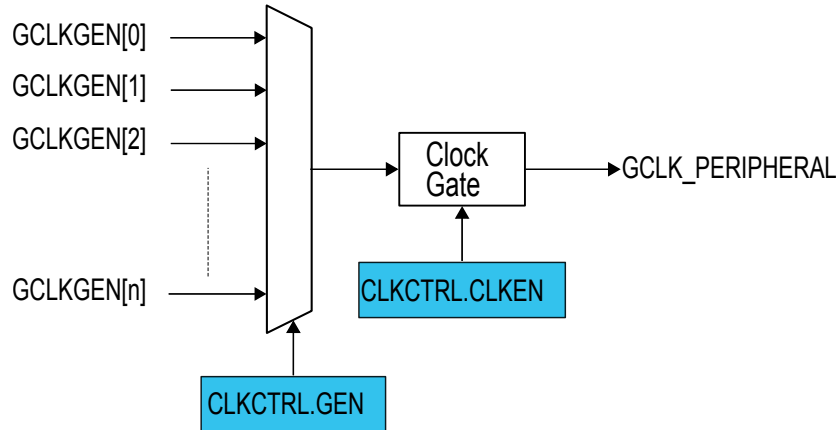 GCLKGEN[0]
GCLKGEN[1]
GCLKGEN[2]
GCLKGEN[n]
Clock
Gate
GCLK_PERIPHERAL
CLKCTRL.CLKEN
CLKCTRL.GEN